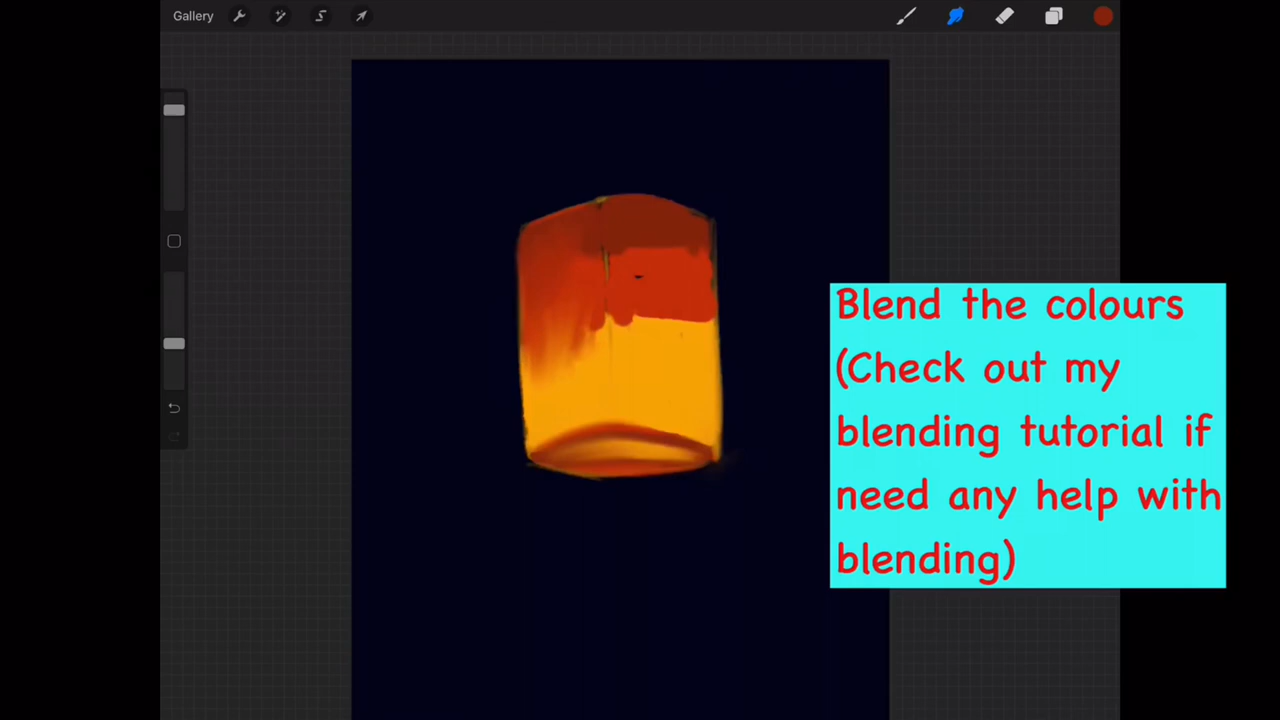 Gallery
Blend the colours
(Check out my
blending tutorial if
need any help with
blending)